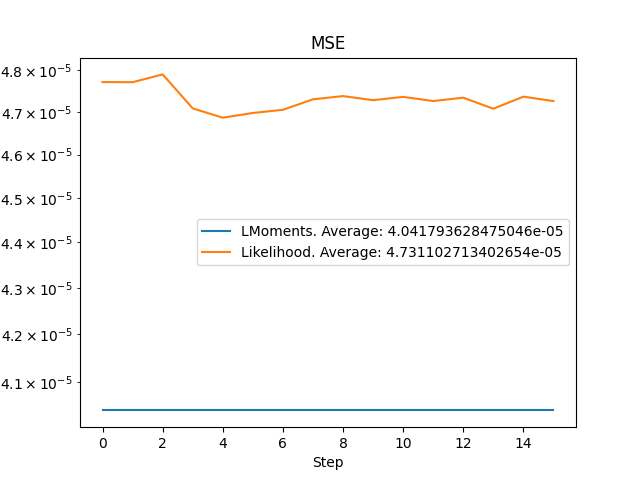 MSE
4.8 × 10⁻⁵
4.7 × 10⁻⁵
4.6 × 10⁻⁵
4.5 × 10⁻⁵
4.4 × 10⁻⁵
4.3 × 10⁻⁵
4.2 × 10⁻⁵
4.1 × 10⁻⁵
LMoments. Average: 4.041793628475046e-05
Likelihood. Average: 4.731102713402654e-05
0 2 4 6 8 10 12 14
Step